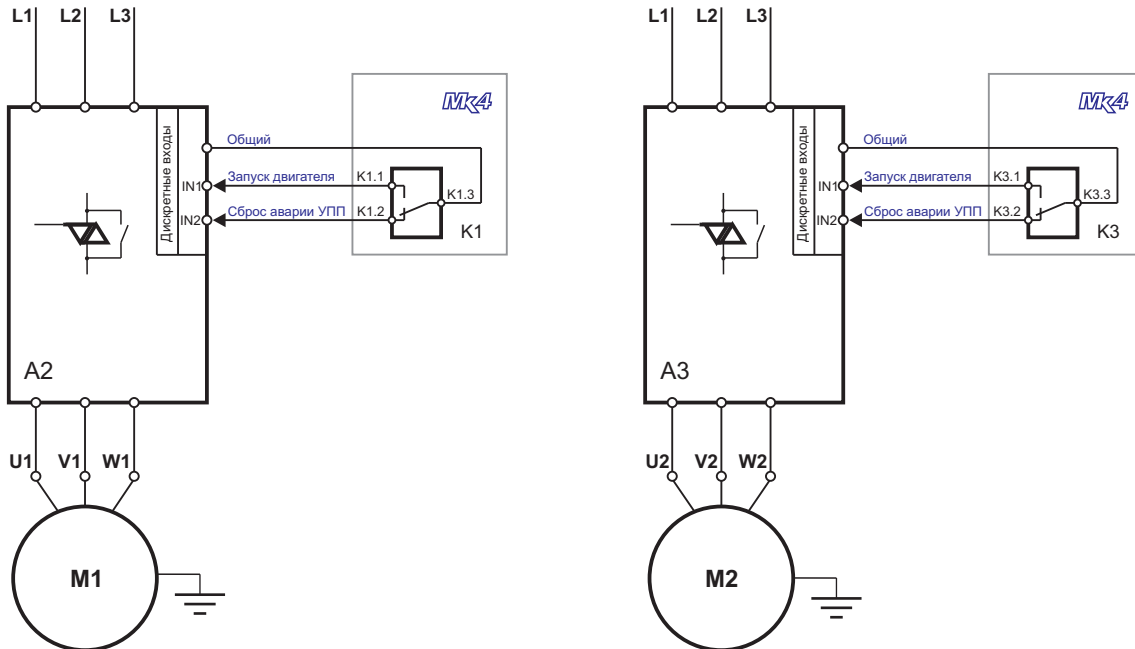 L1 L2 L3
Mk4
Дискретные входы
Общий
IN1
Запуск двигателя
K1.1
K1.3
IN2
Сброс аварии УПП
K1.2
K1
A2
U1 V1 W1
M1
L1 L2 L3
Mk4
Дискретные входы
Общий
IN1
Запуск двигателя
K3.1
K3.3
IN2
Сброс аварии УПП
K3.2
K3
A3
U2 V2 W2
M2